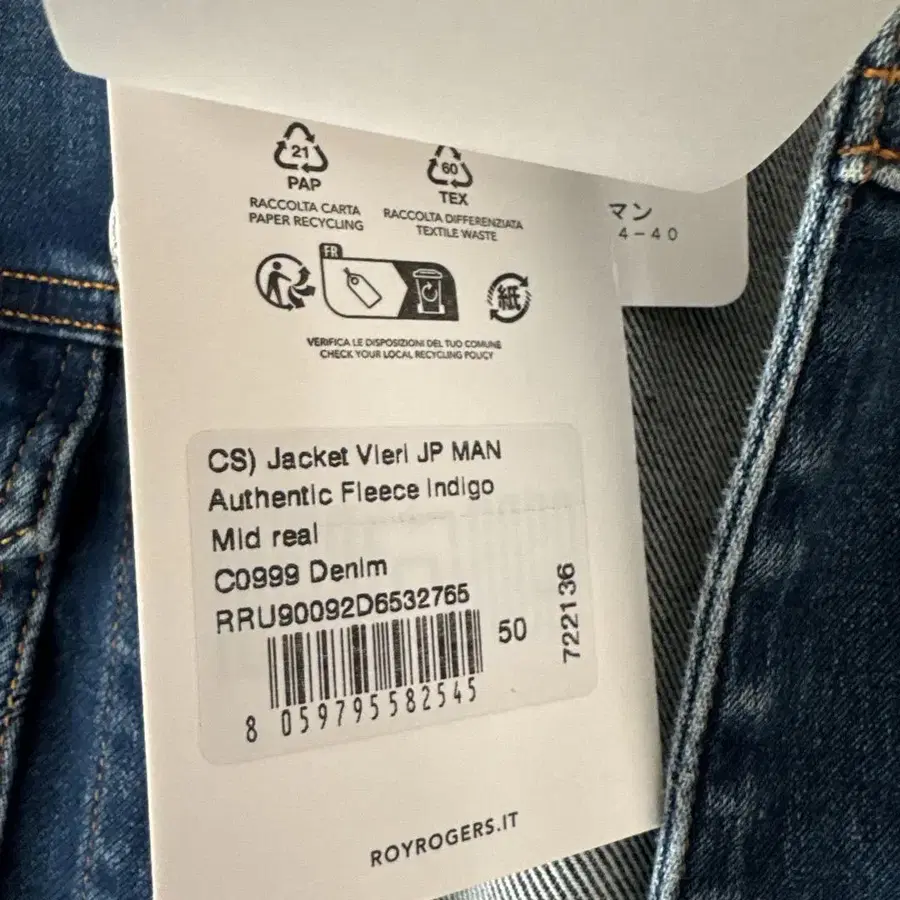 21
PAP
RACCOLTA CARTA
PAPER RECYCLING
60
TEX
RACCOLTA DIFFERENZIATA
TEXTILE WASTE
マン
4-40
FR
紙
VERIFICA LE DISPOSIZIONI DEL TUO COMUNE
CHECK YOUR LOCAL RECYCLING POLICY
CS) Jacket Vieri JP MAN
Authentic Fleece Indigo
Mid real
C0999 Denim
RRU90092D6532765
50
722136
8 059795582545
ROYROGERS.IT